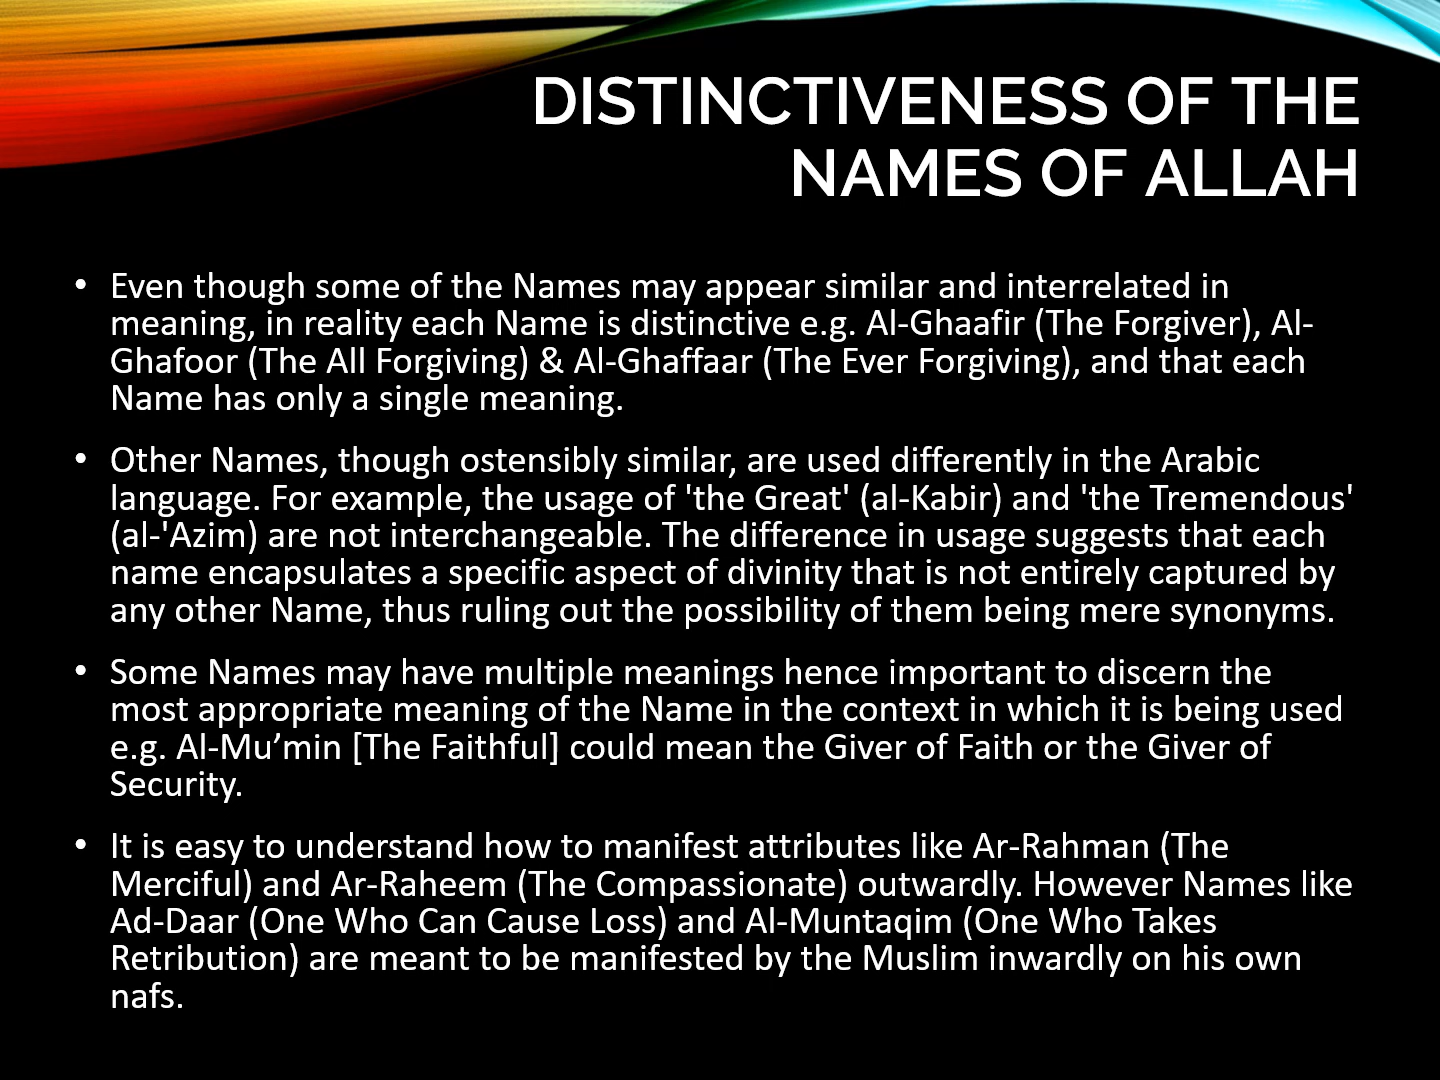 DISTINCTIVENESS OF THE
NAMES OF ALLAH
• Even though some of the Names may appear similar and interrelated in
meaning, in reality each Name is distinctive e.g. Al-Ghaafir (The Forgiver), Al-
Ghafoor (The All Forgiving) & Al-Ghaffaar (The Ever Forgiving), and that each
Name has only a single meaning.
• Other Names, though ostensibly similar, are used differently in the Arabic
language. For example, the usage of 'the Great' (al-Kabir) and 'the Tremendous'
(al-'Azim) are not interchangeable. The difference in usage suggests that each
name encapsulates a specific aspect of divinity that is not entirely captured by
any other Name, thus ruling out the possibility of them being mere synonyms.
• Some Names may have multiple meanings hence important to discern the
most appropriate meaning of the Name in the context in which it is being used
e.g. Al-Mu’min [The Faithful] could mean the Giver of Faith or the Giver of
Security.
• It is easy to understand how to manifest attributes like Ar-Rahman (The
Merciful) and Ar-Raheem (The Compassionate) outwardly. However Names like
Ad-Daar (One Who Can Cause Loss) and Al-Muntaqim (One Who Takes
Retribution) are meant to be manifested by the Muslim inwardly on his own
nafs.